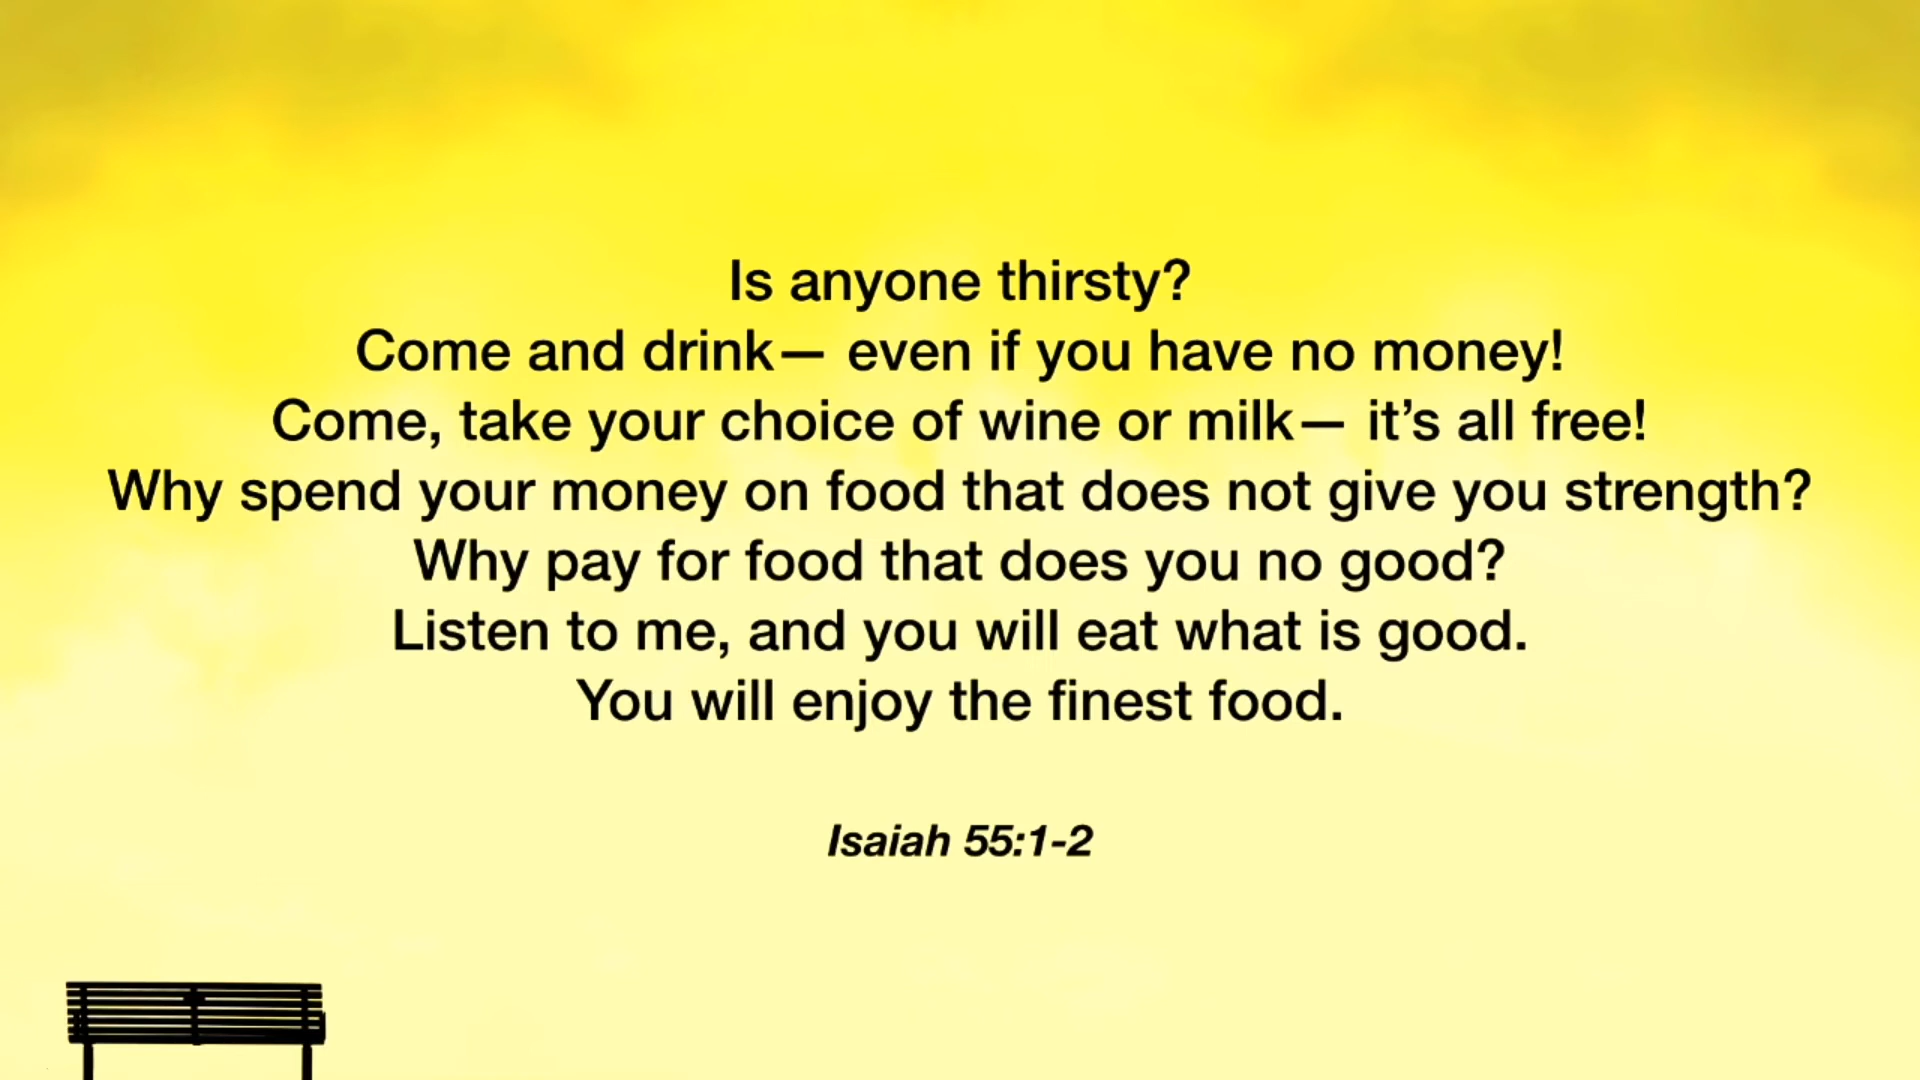 Is anyone thirsty?
Come and drink— even if you have no money!
Come, take your choice of wine or milk— it’s all free!
Why spend your money on food that does not give you strength?
Why pay for food that does you no good?
Listen to me, and you will eat what is good.
You will enjoy the finest food.
Isaiah 55:1-2